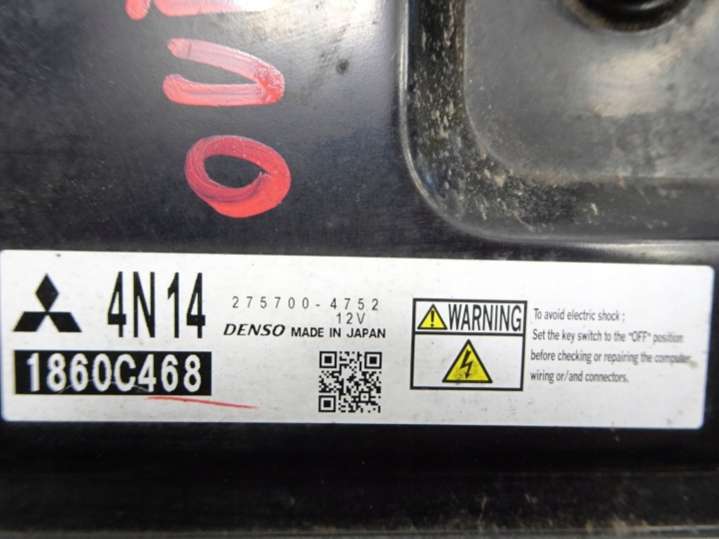 4N14
275700-4752
12V
DENSO MADE IN JAPAN
1860C468
WARNING
To avoid electric shock ;
Set the key switch to the "OFF" position
before checking or repairing the computer,
wiring or/and connectors.